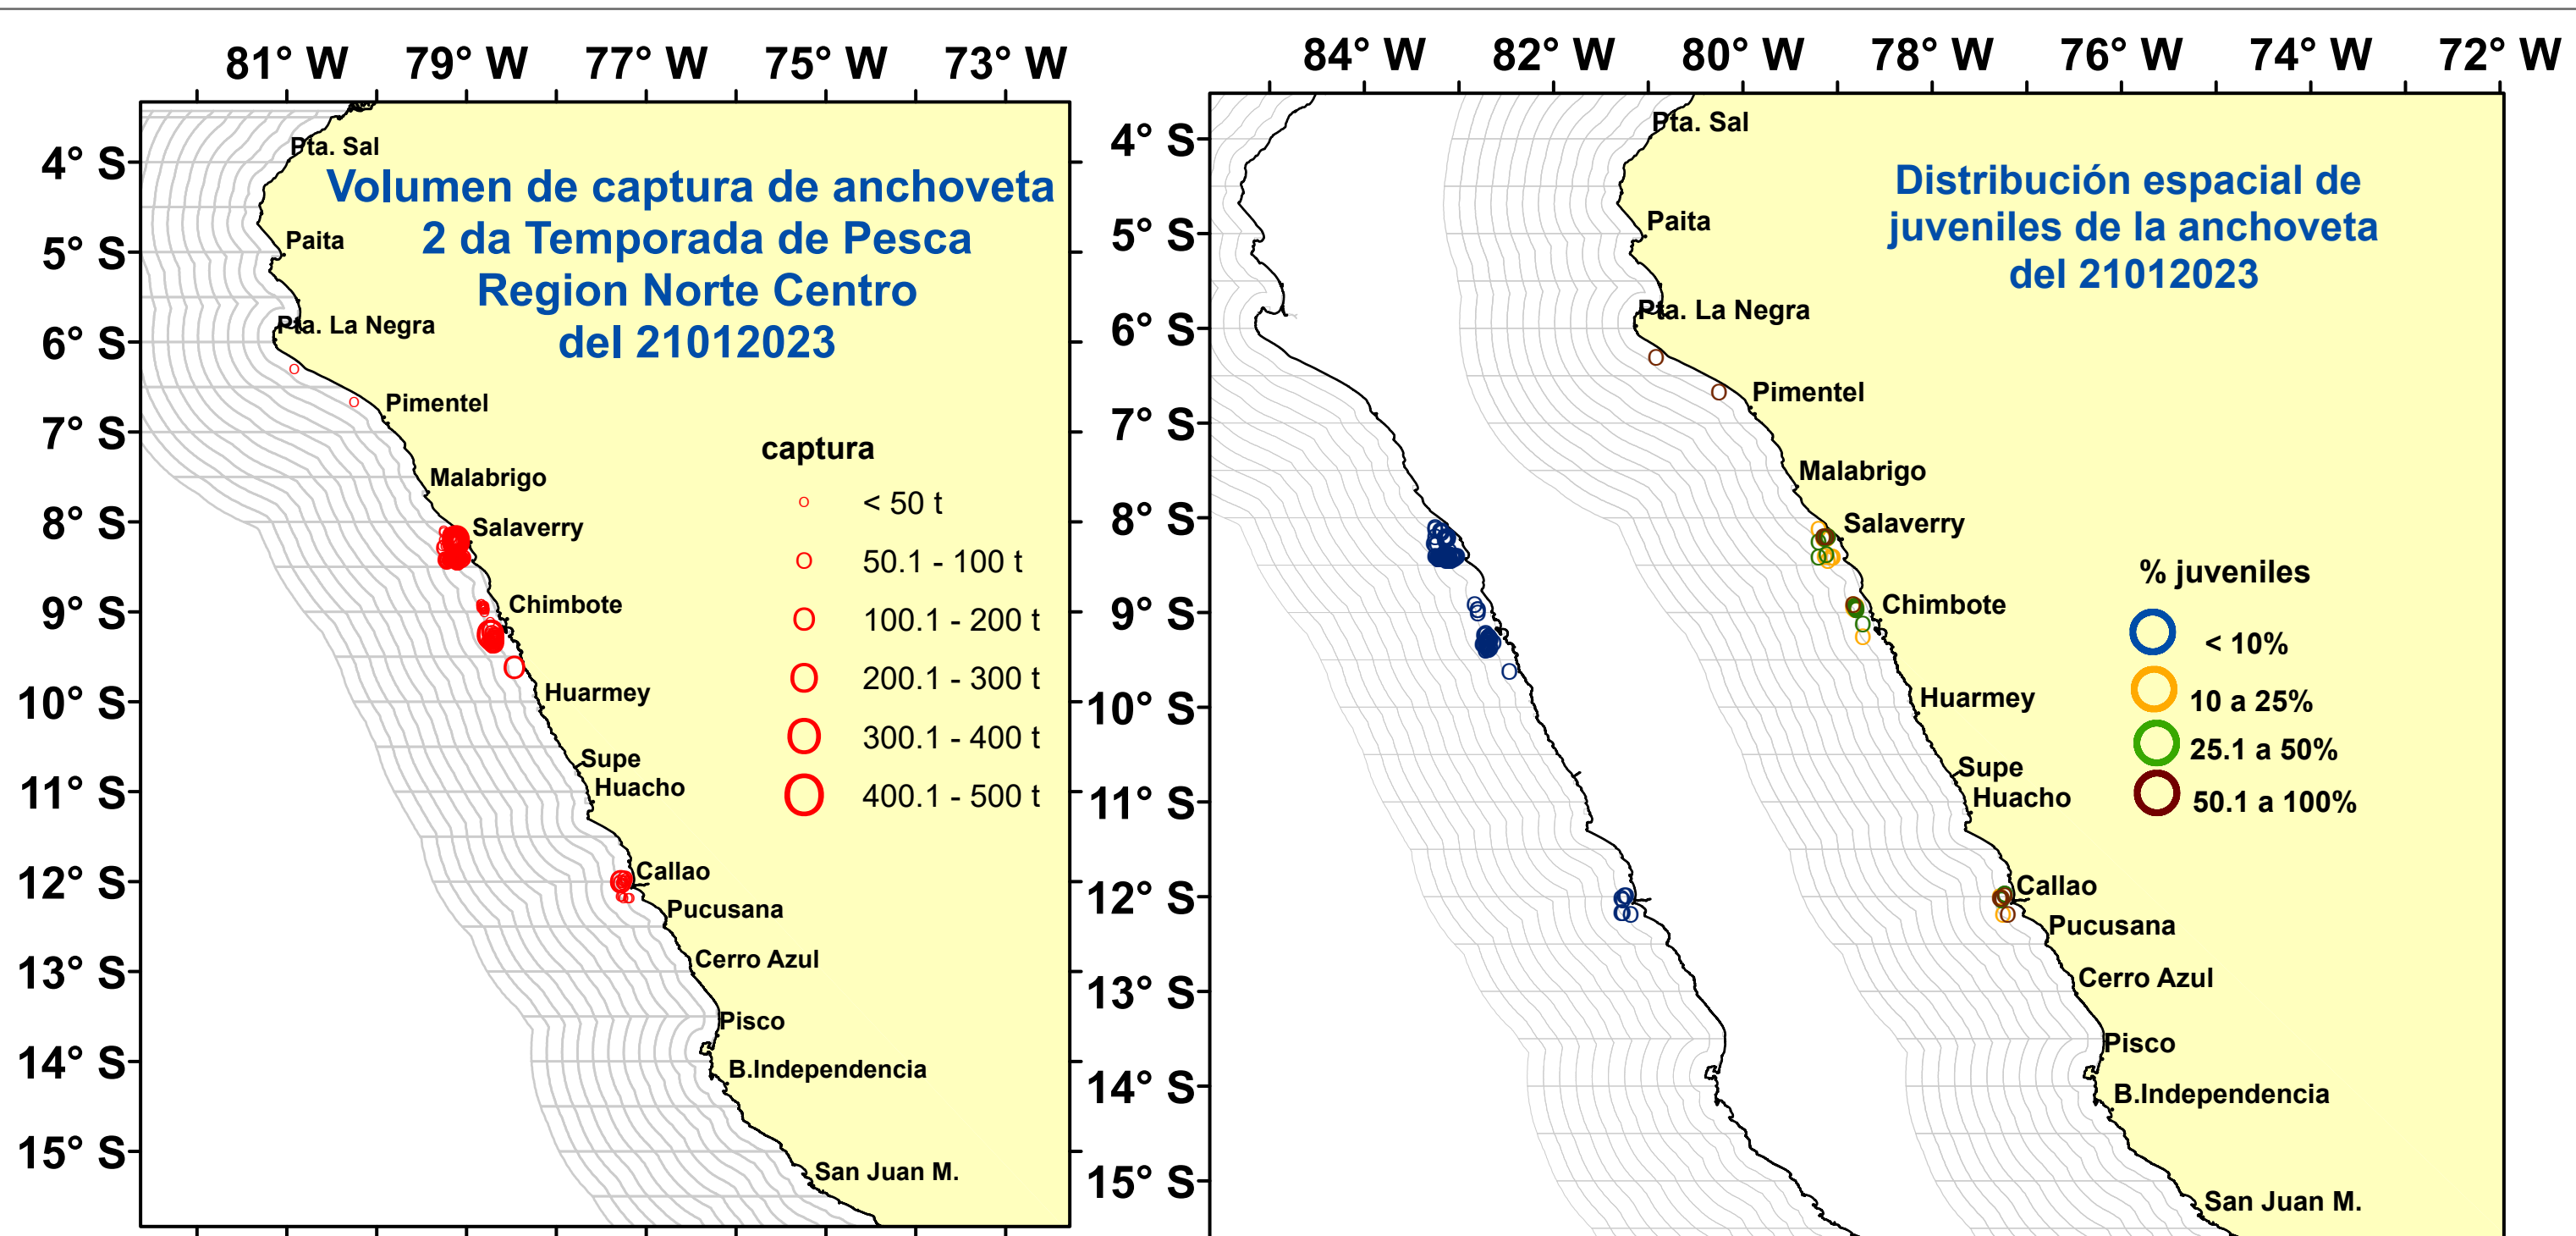 81° W 79° W 77° W 75° W 73° W
4° S
5° S
6° S
7° S
8° S
9° S
10° S
11° S
12° S
13° S
14° S
15° S
Volumen de captura de anchoveta
2 da Temporada de Pesca
Region Norte Centro
del 21012023
Pta. Sal
Paita
Pta. La Negra
Pimentel
Malabrigo
Salaverry
Chimbote
Huarmey
Supe
Huacho
Callao
Pucusana
Cerro Azul
Pisco
B.Independencia
San Juan M.
captura
< 50 t
50.1 - 100 t
100.1 - 200 t
200.1 - 300 t
300.1 - 400 t
400.1 - 500 t
84° W 82° W 80° W 78° W 76° W 74° W 72° W
4° S
5° S
6° S
7° S
8° S
9° S
10° S
11° S
12° S
13° S
14° S
15° S
Distribución espacial de
juveniles de la anchoveta
del 21012023
Pta. Sal
Paita
Pta. La Negra
Pimentel
Malabrigo
Salaverry
Chimbote
Huarmey
Supe
Huacho
Callao
Pucusana
Cerro Azul
Pisco
B.Independencia
San Juan M.
% juveniles
< 10%
10 a 25%
25.1 a 50%
50.1 a 100%